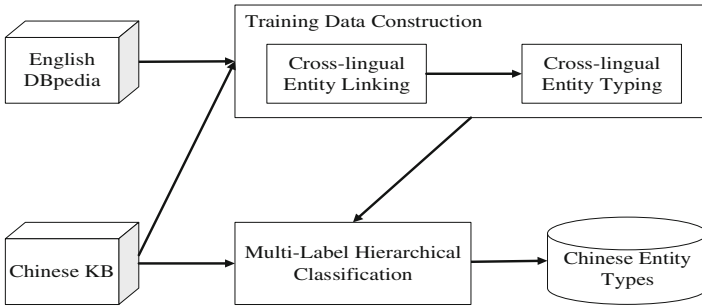 Training Data Construction
English
DBpedia
Cross-lingual
Entity Linking
Cross-lingual
Entity Typing
Chinese KB
Multi-Label Hierarchical
Classification
Chinese Entity
Types